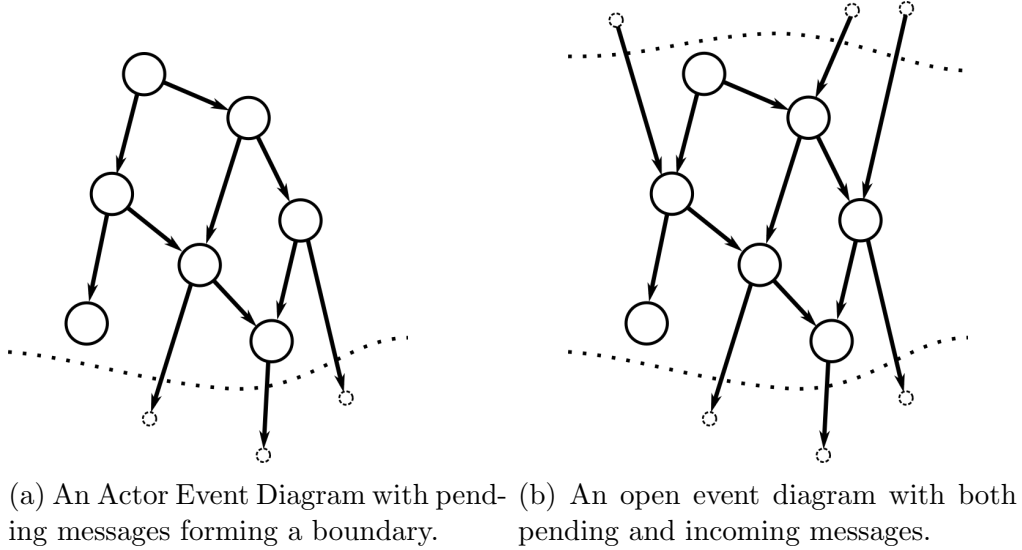 (a) An Actor Event Diagram with pend-
ing messages forming a boundary.
(b) An open event diagram with both
pending and incoming messages.